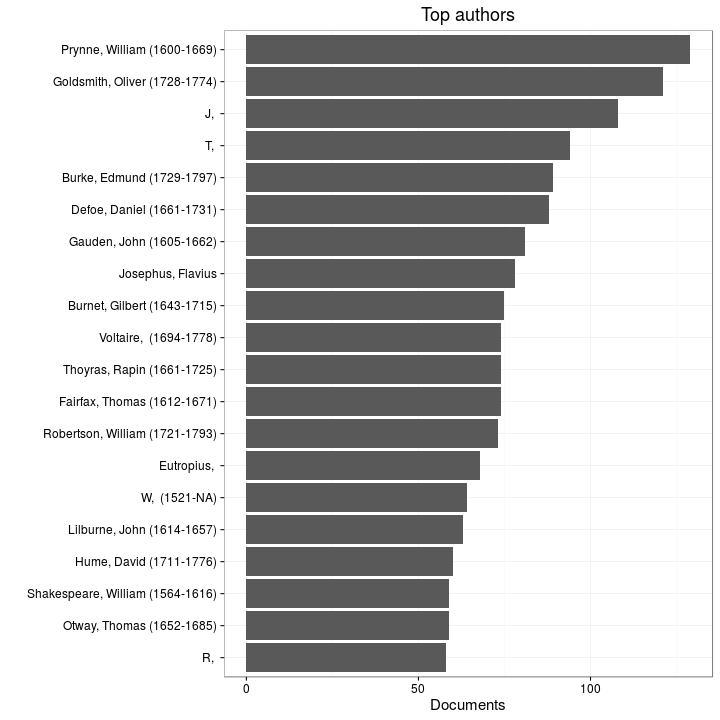 Top authors
Prynne, William (1600-1669)
Goldsmith, Oliver (1728-1774)
J,
T,
Burke, Edmund (1729-1797)
Defoe, Daniel (1661-1731)
Gauden, John (1605-1662)
Josephus, Flavius
Burnet, Gilbert (1643-1715)
Voltaire,  (1694-1778)
Thoyras, Rapin (1661-1725)
Fairfax, Thomas (1612-1671)
Robertson, William (1721-1793)
Eutropius,
W,  (1521-NA)
Lilburne, John (1614-1657)
Hume, David (1711-1776)
Shakespeare, William (1564-1616)
Otway, Thomas (1652-1685)
R,
0 50 100
Documents